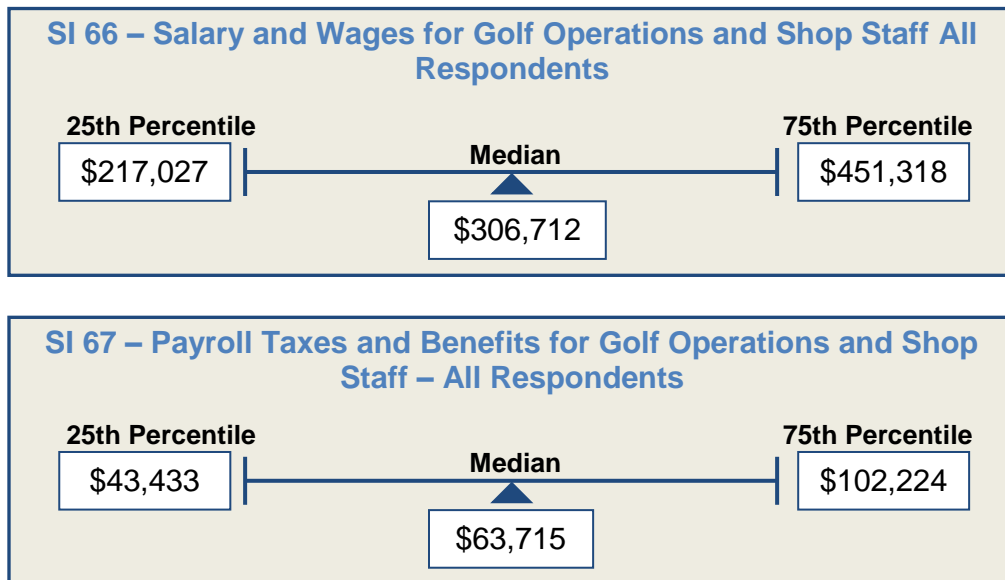 SI 66 – Salary and Wages for Golf Operations and Shop Staff All
Respondents
25th Percentile
75th Percentile
Median
$217,027
$451,318
$306,712
SI 67 – Payroll Taxes and Benefits for Golf Operations and Shop
Staff – All Respondents
25th Percentile
75th Percentile
Median
$43,433
$102,224
$63,715